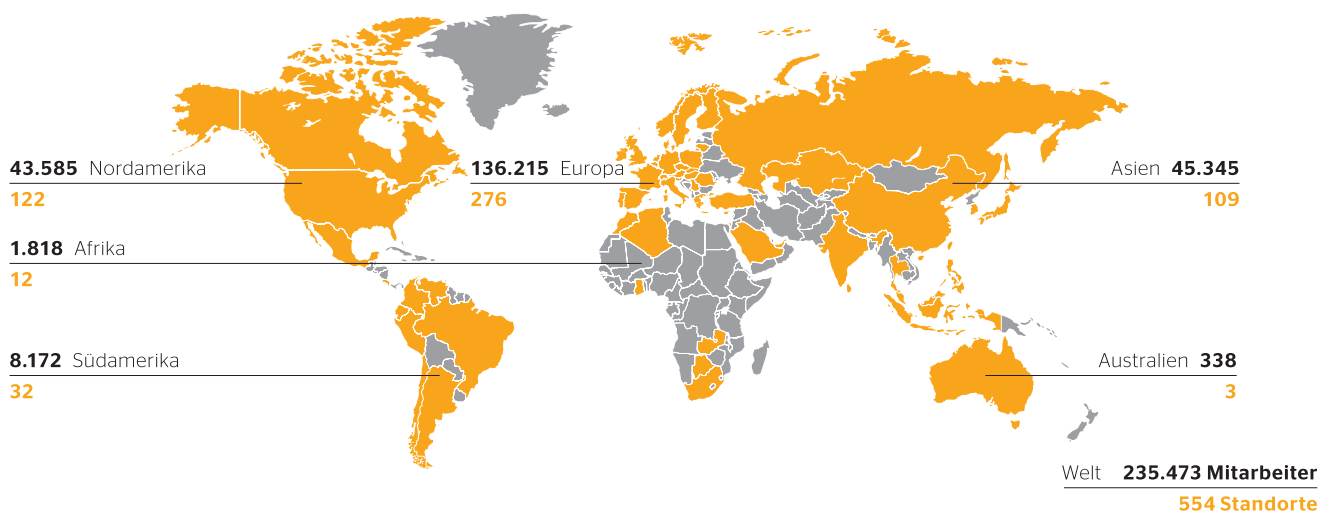 43.585 Nordamerika
122
136.215 Europa
276
Asien 45.345
109
1.818 Afrika
12
8.172 Südamerika
32
Australien 338
3
Welt 235.473 Mitarbeiter
554 Standorte